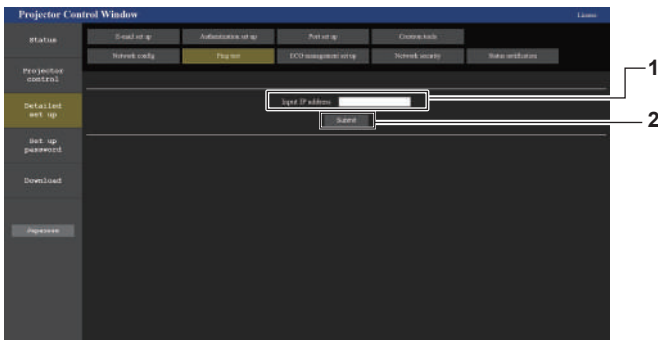 Projector Control Window
License
Status
E-mail set up
Authentication set up
Port set up
Crestron tools
Network config
Ping test
ECO management set up
Network security
Status notification
Projector
control
Detailed
set up
Set up
password
Download
Japanese
Input IP address
Submit
1
2